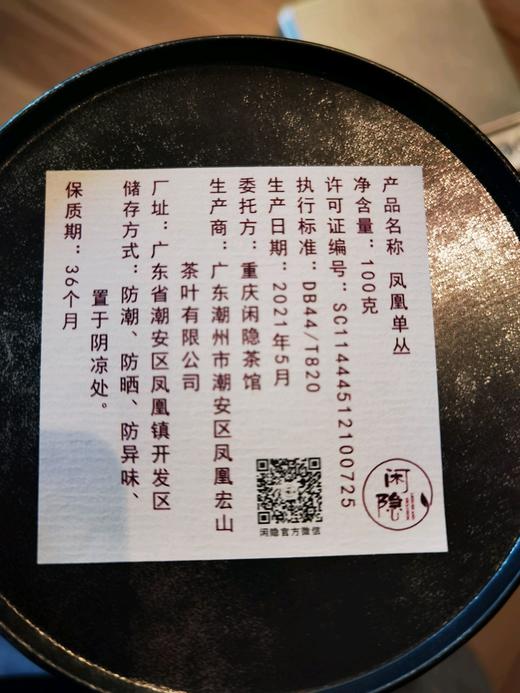 产品名称 凤凰单丛
净含量：100克
许可证编号：SC11444512100725
执行标准：DB44/T820
生产日期：2021年5月
委托方：重庆闲隐茶馆
生产商：广东潮州市潮安区凤凰宏山
茶叶有限公司
厂址：广东省潮安区凤凰镇开发区
储存方式：防潮、防晒、防异味、
置于阴凉处。
保质期：36个月
闲隐
闲隐官方微信